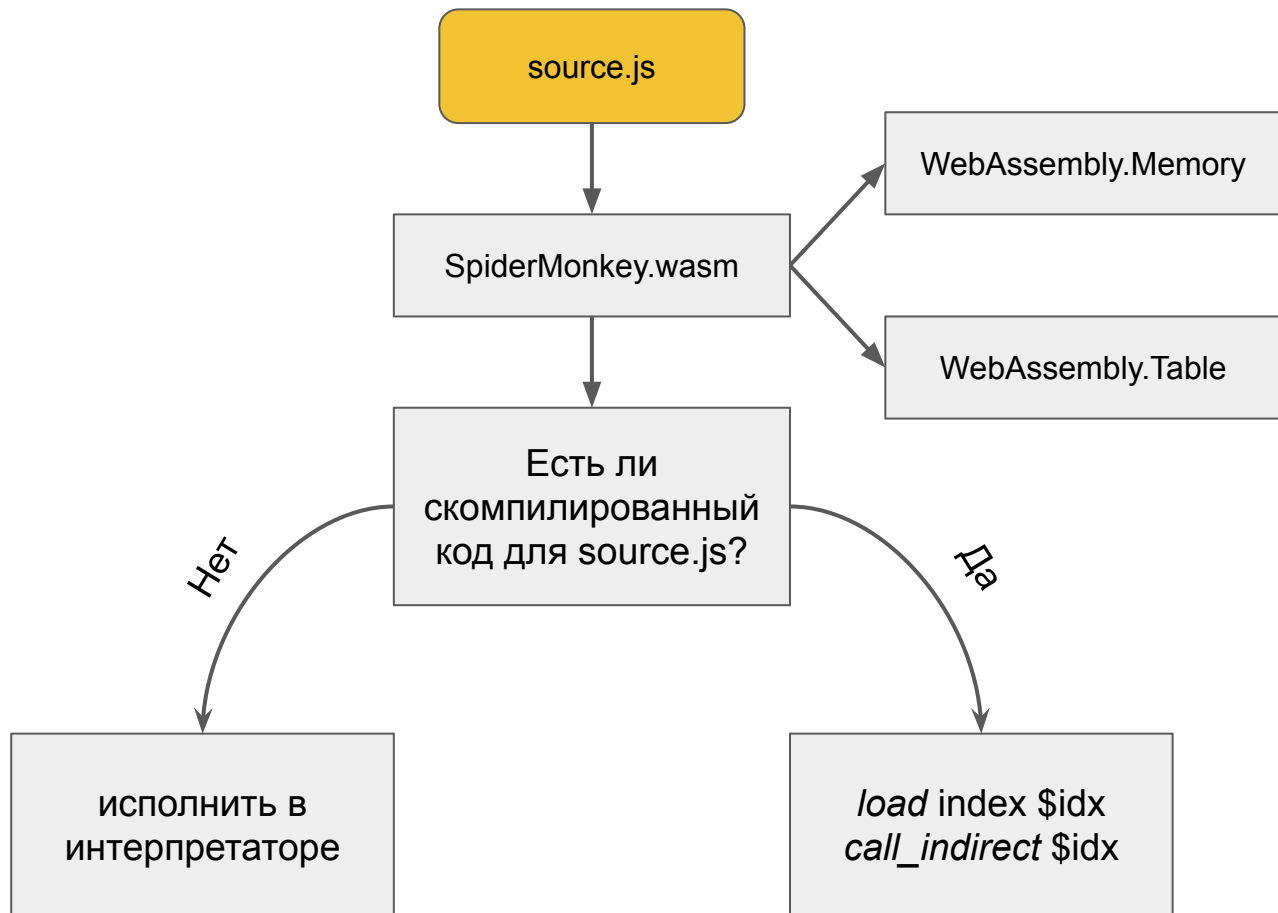 source.js
WebAssembly.Memory
SpiderMonkey.wasm
WebAssembly.Table
Есть ли
скомпилированный
код для source.js?
Нет
Да
исполнить в
интерпретаторе
load index $idx
call_indirect $idx